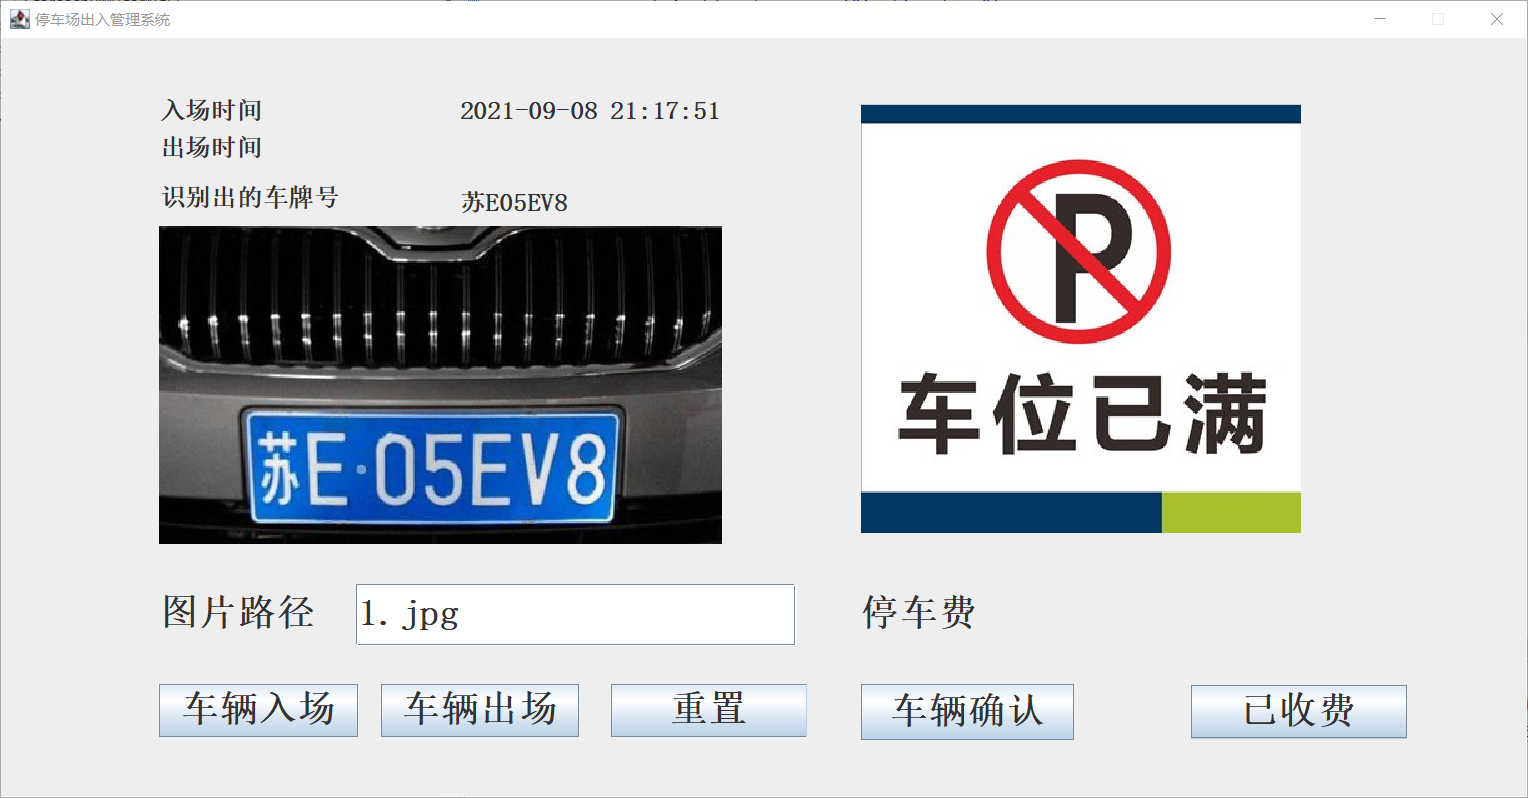 停车场出入管理系统
入场时间 2021-09-08 21:17:51
出场时间
识别出的车牌号 苏E05EV8
苏E·05EV8
P
车位已满
图片路径 1.jpg 停车费
车辆入场 车辆出场 重置 车辆确认 已收费